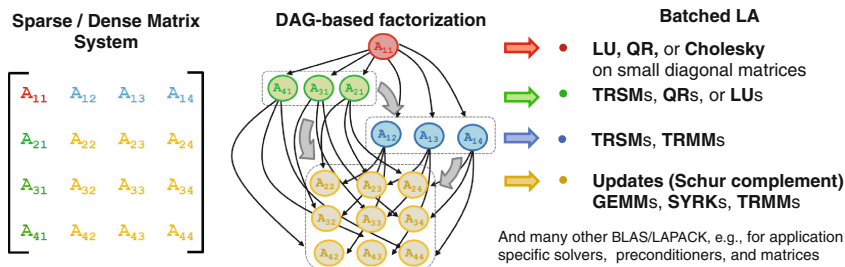 Sparse / Dense Matrix
System
A11 A12 A13 A14
A21 A22 A23 A24
A31 A32 A33 A34
A41 A42 A43 A44
DAG-based factorization
A11
A41 A31 A21
A12 A13 A14
A22 A23 A24
A32 A33 A34
A42 A43 A44
Batched LA
• LU, QR, or Cholesky
on small diagonal matrices
• TRSMs, QRs, or LUs
• TRSMs, TRMMs
• Updates (Schur complement)
GEMMs, SYRKs, TRMMs
And many other BLAS/LAPACK, e.g., for application
specific solvers, preconditioners, and matrices